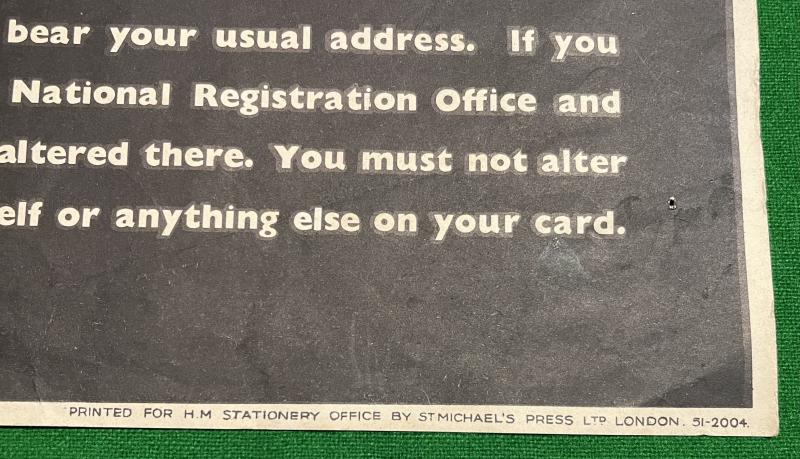 bear your usual address. If you
National Registration Office and
altered there. You must not alter
elf or anything else on your card.
PRINTED FOR H.M STATIONERY OFFICE BY ST MICHAEL'S PRESS LTD LONDON. 51-2004.